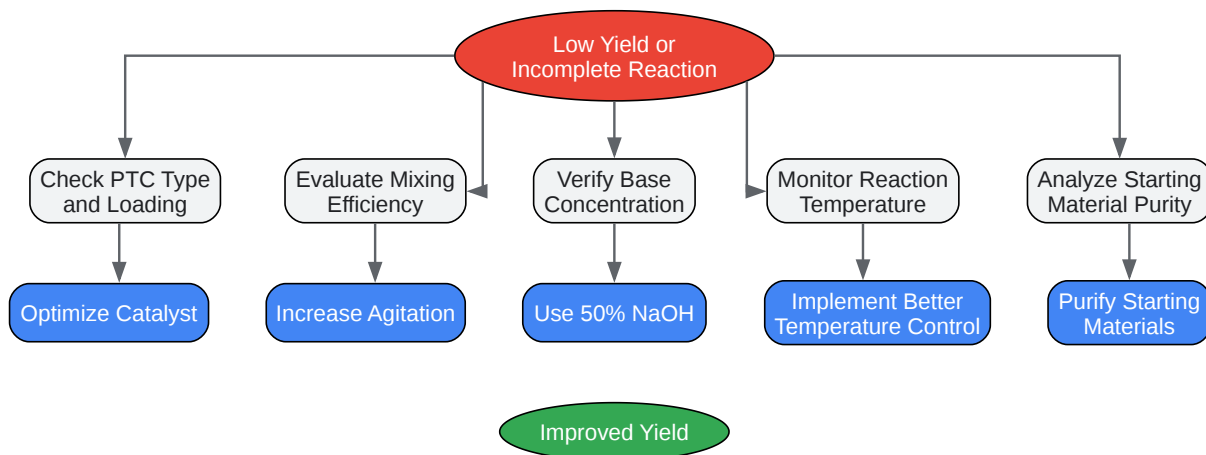 Low Yield or
Incomplete Reaction
Check PTC Type
and Loading
Evaluate Mixing
Efficiency
Verify Base
Concentration
Monitor Reaction
Temperature
Analyze Starting
Material Purity
Optimize Catalyst
Increase Agitation
Use 50% NaOH
Implement Better
Temperature Control
Purify Starting
Materials
Improved Yield